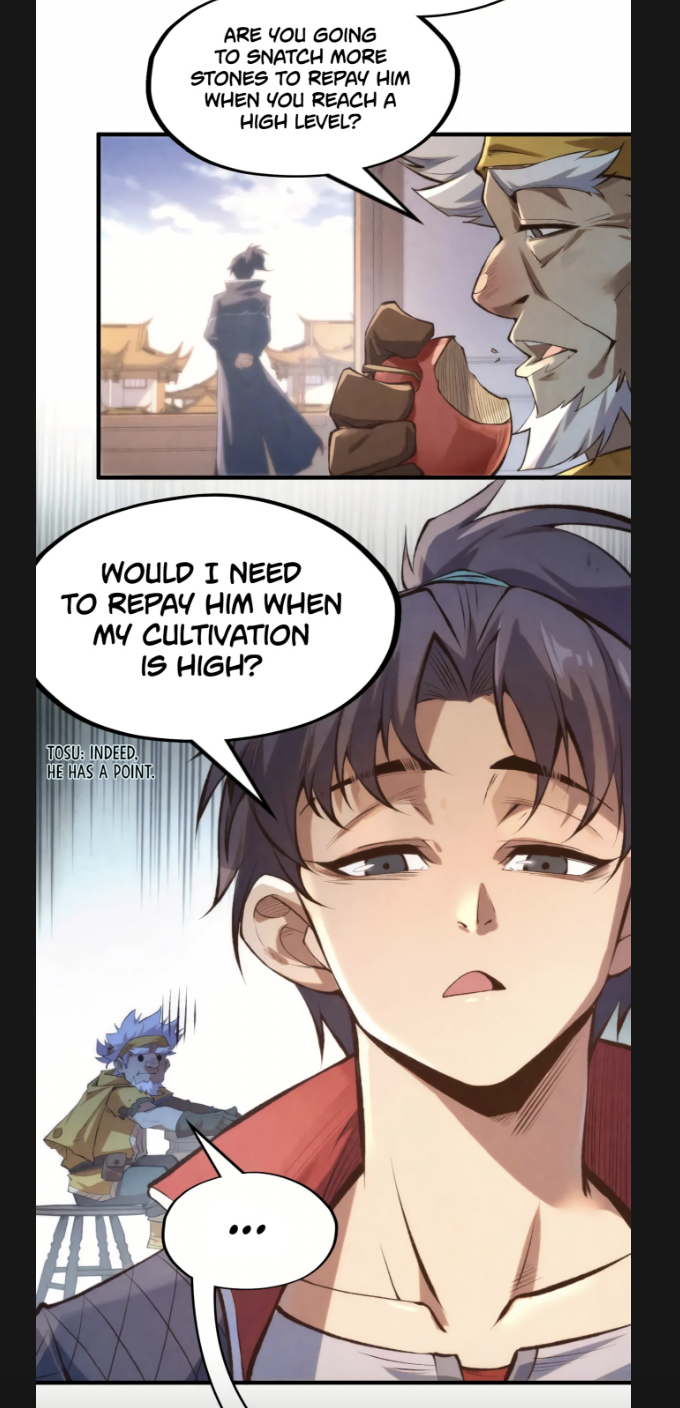 ARE YOU GOING
TO SNATCH MORE
STONES TO REPAY HIM
WHEN YOU REACH A
HIGH LEVEL?
WOULD I NEED
TO REPAY HIM WHEN
MY CULTIVATION
IS HIGH?
TOSU: INDEED,
HE HAS A POINT.
...